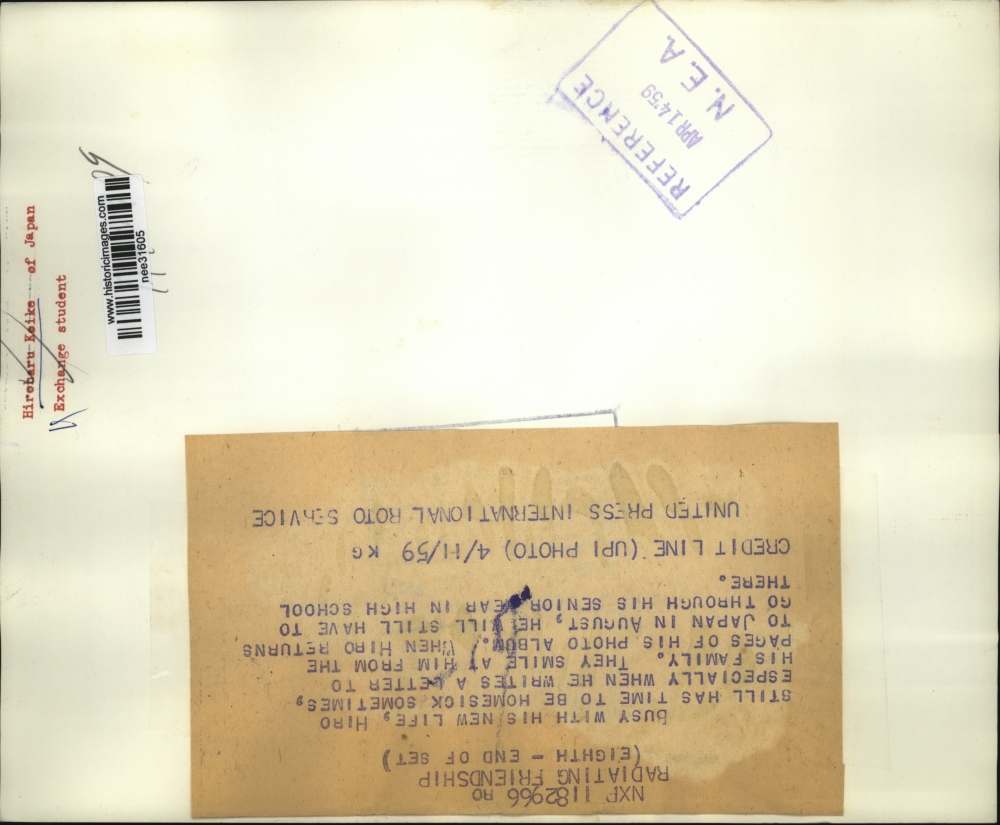 REFERENCE
APR 14 '59
N. E. A.
Hirobaru Keike of Japan
Exchange student
www.historicimages.com
nee31605
NXP 1182966 RO
RADIATING FRIENDSHIP
(EIGHTH - END OF SET)
BUSY WITH HIS NEW LIFE, HIRO
STILL HAS TIME TO BE HOMESICK SOMETIMES,
ESPECIALLY WHEN HE WRITES A LETTER TO
HIS FAMILY. THEY SMILE AT HIM FROM THE
PAGES OF HIS PHOTO ALBUM. WHEN HIRO RETURNS
TO JAPAN IN AUGUST, HE WILL STILL HAVE TO
GO THROUGH HIS SENIOR YEAR IN HIGH SCHOOL
THERE.
CREDIT LINE (UPI PHOTO) 4/11/59 KG
UNITED PRESS INTERNATIONAL ROTO SERVICE